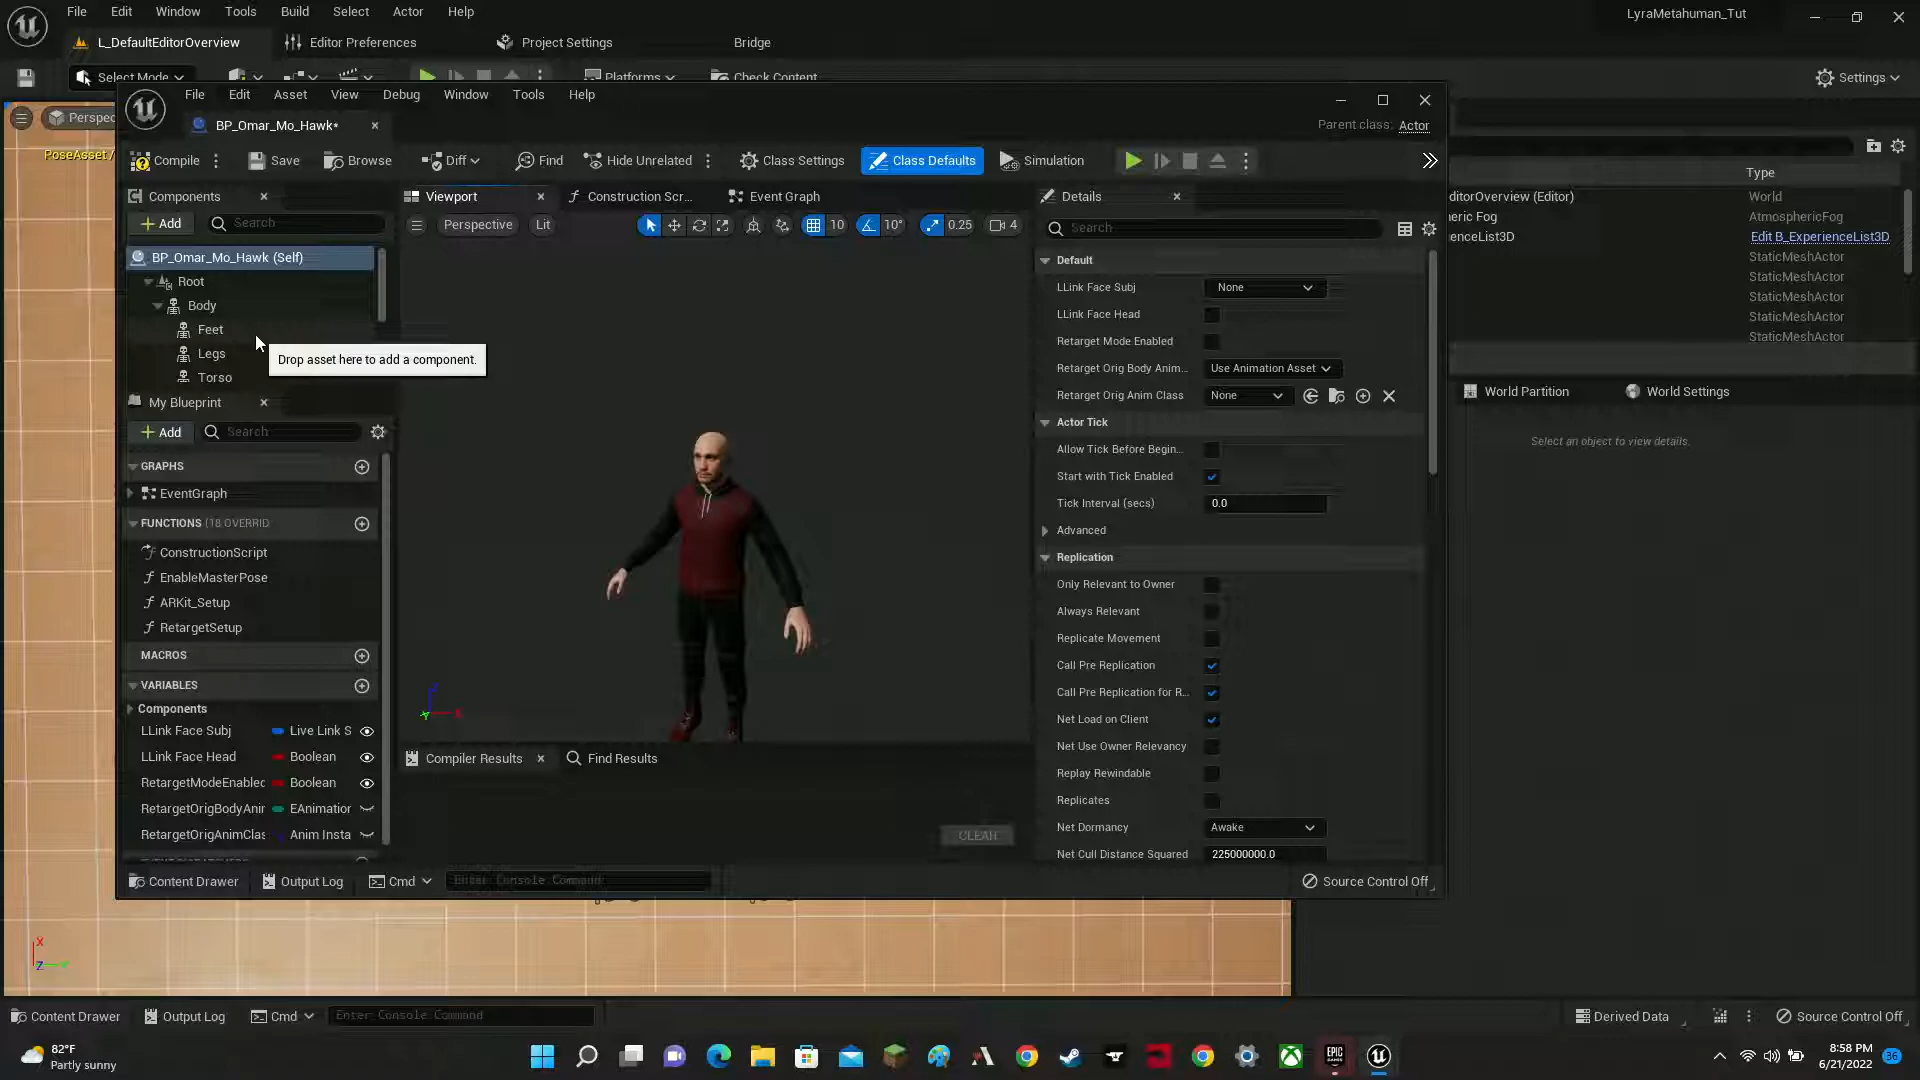 File Edit Window Tools Build Select Actor Help
LyraMetahuman_Tut
L_DefaultEditorOverview
Editor Preferences
Project Settings
Bridge
Select Mode
Platforms
Check Content
Settings
Perspec
PoseAsset /
File Edit Asset View Debug Window Tools Help
BP_Omar_Mo_Hawk*
Parent class: Actor
Compile
Save
Browse
Diff
Find
Hide Unrelated
Class Settings
Class Defaults
Simulation
Components
Add
Search
BP_Omar_Mo_Hawk (Self)
Root
Body
Feet
Legs
Torso
Drop asset here to add a component.
My Blueprint
Add
Search
GRAPHS
EventGraph
FUNCTIONS (18 OVERRID
ConstructionScript
EnableMasterPose
ARKit_Setup
RetargetSetup
MACROS
VARIABLES
Components
LLink Face Subj Live Link S
LLink Face Head Boolean
RetargetModeEnabled Boolean
RetargetOrigBodyAnir EAnimation
RetargetOrigAnimClas Anim Insta
Viewport
Construction Scr...
Event Graph
Perspective
Lit
10
10°
0.25
4
Compiler Results
Find Results
CLEAR
Details
Search
Default
LLink Face Subj None
LLink Face Head
Retarget Mode Enabled
Retarget Orig Body Anim... Use Animation Asset
Retarget Orig Anim Class None
Actor Tick
Allow Tick Before Begin...
Start with Tick Enabled
Tick Interval (secs) 0.0
Advanced
Replication
Only Relevant to Owner
Always Relevant
Replicate Movement
Call Pre Replication
Call Pre Replication for R...
Net Load on Client
Net Use Owner Relevancy
Replay Rewindable
Replicates
Net Dormancy Awake
Net Cull Distance Squared 225000000.0
Content Drawer
Output Log
Cmd
Enter Console Command
Source Control Off
Type
ditorOverview (Editor) World
eric Fog AtmosphericFog
ienceList3D Edit B_ExperienceList3D
StaticMeshActor
StaticMeshActor
StaticMeshActor
StaticMeshActor
StaticMeshActor
World Partition
World Settings
Select an object to view details.
X
Z
Content Drawer
Output Log
Cmd
Enter Console Command
Derived Data
Source Control Off
82°F
Partly sunny
EPIC
GAMES
8:58 PM
6/21/2022
36